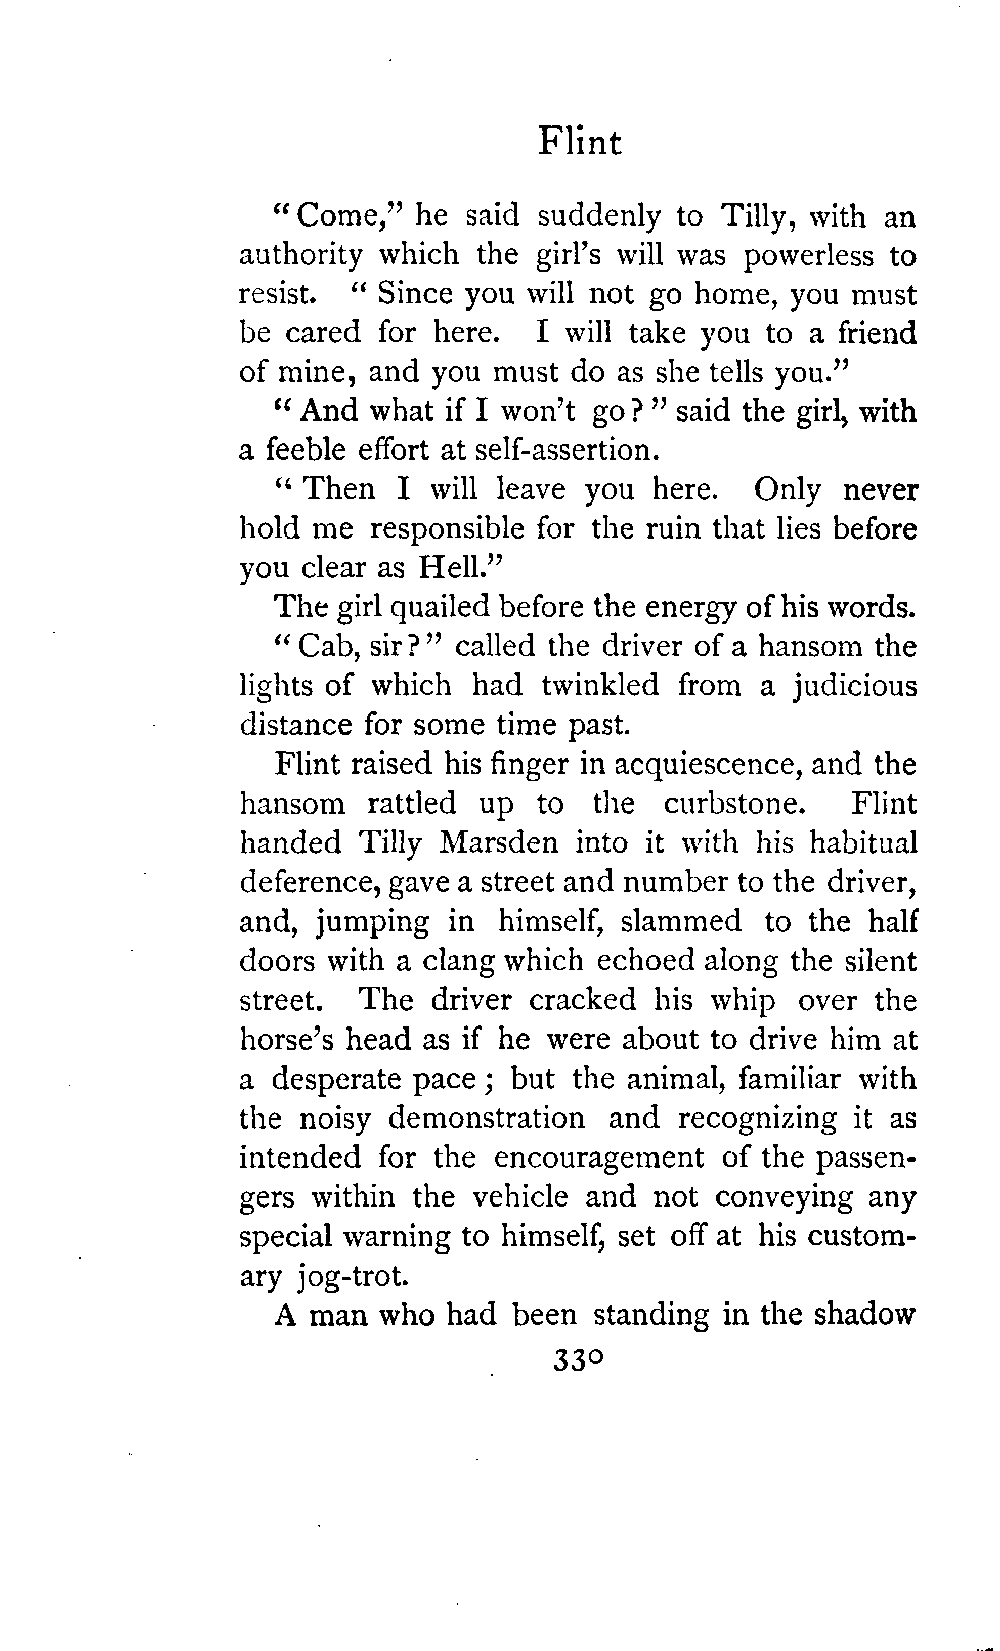 Flint
"Come," he said suddenly to Tilly, with an
authority which the girl's will was powerless to
resist. "Since you will not go home, you must
be cared for here. I will take you to a friend
of mine, and you must do as she tells you."
"And what if I won't go?" said the girl, with
a feeble effort at self-assertion.
"Then I will leave you here. Only never
hold me responsible for the ruin that lies before
you clear as Hell."
The girl quailed before the energy of his words.
"Cab, sir?" called the driver of a hansom the
lights of which had twinkled from a judicious
distance for some time past.
Flint raised his finger in acquiescence, and the
hansom rattled up to the curbstone. Flint
handed Tilly Marsden into it with his habitual
deference, gave a street and number to the driver,
and, jumping in himself, slammed to the half
doors with a clang which echoed along the silent
street. The driver cracked his whip over the
horse's head as if he were about to drive him at
a desperate pace; but the animal, familiar with
the noisy demonstration and recognizing it as
intended for the encouragement of the passen-
gers within the vehicle and not conveying any
special warning to himself, set off at his custom-
ary jog-trot.
A man who had been standing in the shadow
330